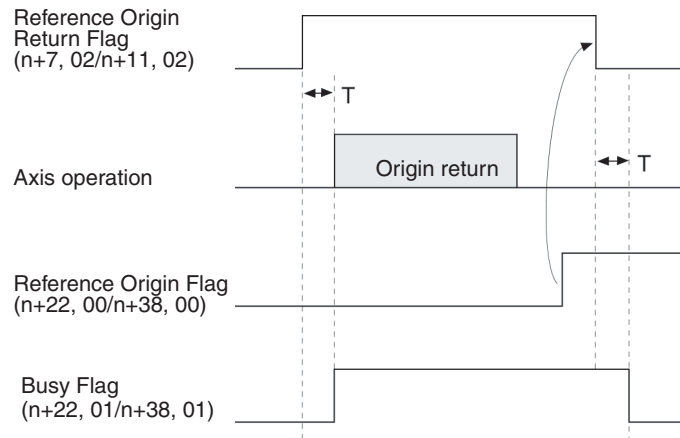 Reference Origin
Return Flag
(n+7, 02/n+11, 02)
T
Axis operation
Origin return
T
Reference Origin Flag
(n+22, 00/n+38, 00)
Busy Flag
(n+22, 01/n+38, 01)